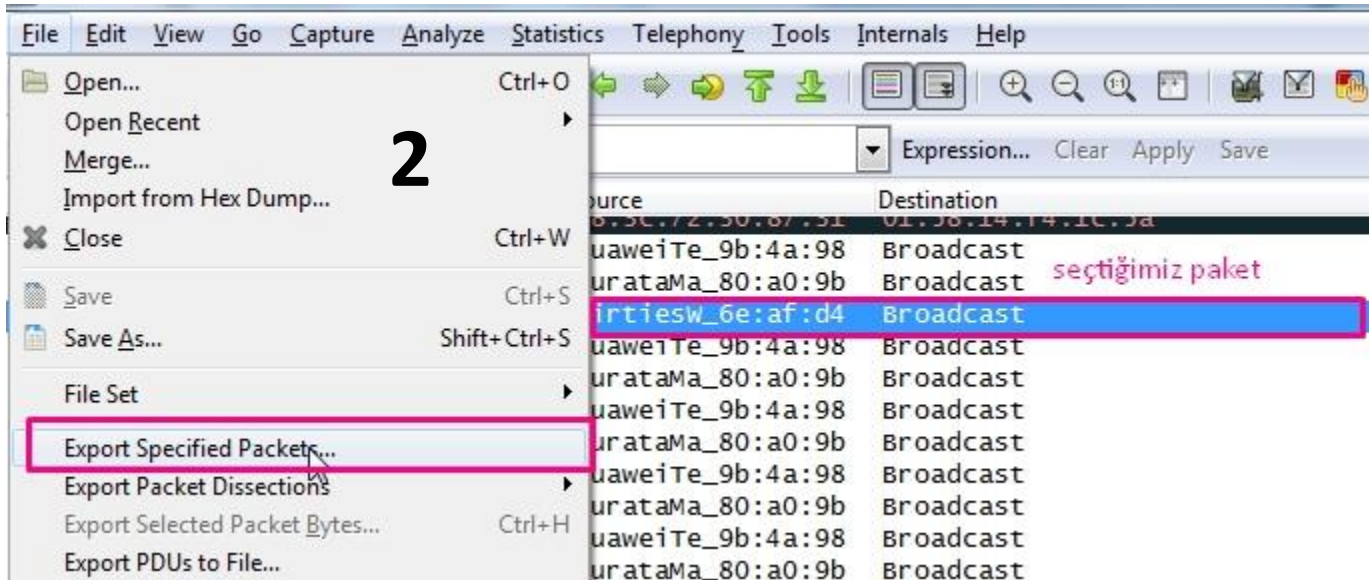 File Edit View Go Capture Analyze Statistics Telephony Tools Internals Help
Open... Ctrl+O
Open Recent
Merge...
Import from Hex Dump...
2
Close Ctrl+W
Save Ctrl+S
Save As... Shift+Ctrl+S
File Set
Export Specified Packets...
Export Packet Dissections
Export Selected Packet Bytes... Ctrl+H
Export PDUs to File...
Expression... Clear Apply Save
ource Destination
uaweiTe_9b:4a:98 Broadcast
seçtiğimiz paket
urataMa_80:a0:9b Broadcast
irtiesW_6e:af:d4 Broadcast
uaweiTe_9b:4a:98 Broadcast
urataMa_80:a0:9b Broadcast
uaweiTe_9b:4a:98 Broadcast
urataMa_80:a0:9b Broadcast
uaweiTe_9b:4a:98 Broadcast
urataMa_80:a0:9b Broadcast
uaweiTe_9b:4a:98 Broadcast
urataMa_80:a0:9b Broadcast